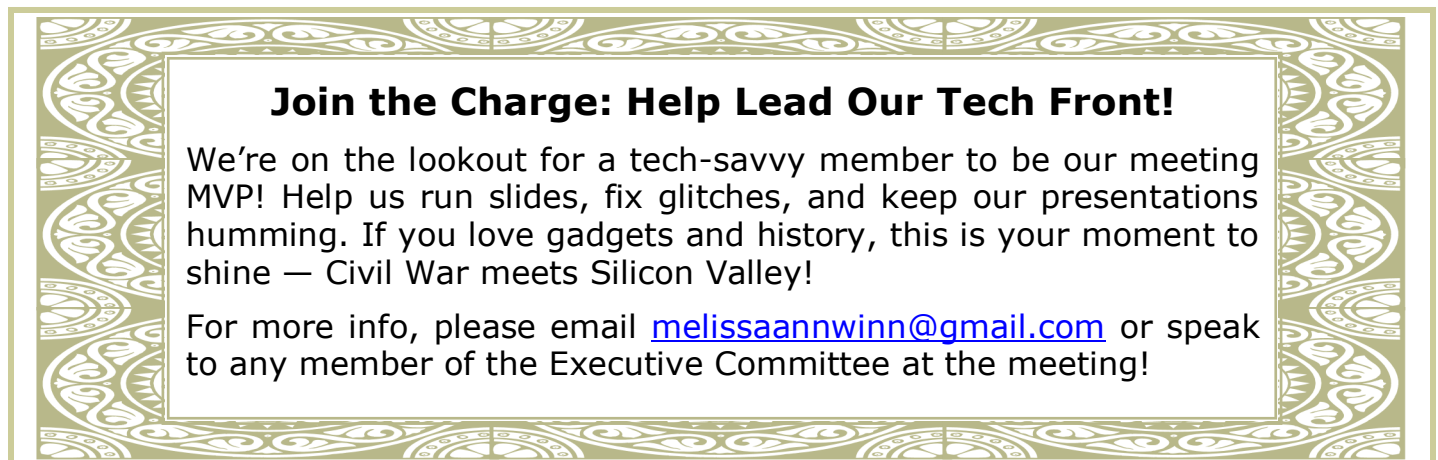 Join the Charge: Help Lead Our Tech Front!
We’re on the lookout for a tech-savvy member to be our meeting
MVP! Help us run slides, fix glitches, and keep our presentations
humming. If you love gadgets and history, this is your moment to
shine — Civil War meets Silicon Valley!
For more info, please email melissaannwinn@gmail.com or speak
to any member of the Executive Committee at the meeting!